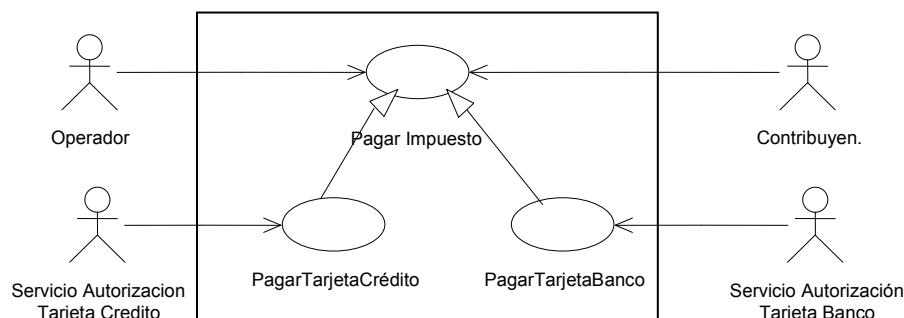 Operador
Pagar Impuesto
Contribuyen.
PagarTarjetaCrédito
PagarTarjetaBanco
Servicio Autorizacion
Tarjeta Credito
Servicio Autorización
Tarjeta Banco